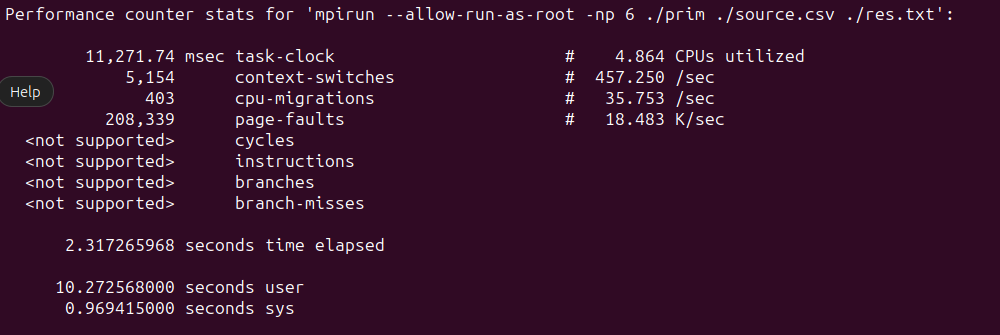 Performance counter stats for 'mpirun --allow-run-as-root -np 6 ./prim ./source.csv ./res.txt':
11,271.74 msec task-clock # 4.864 CPUs utilized
5,154 context-switches # 457.250 /sec
Help
403 cpu-migrations # 35.753 /sec
208,339 page-faults # 18.483 K/sec
<not supported> cycles
<not supported> instructions
<not supported> branches
<not supported> branch-misses
2.317265968 seconds time elapsed
10.272568000 seconds user
0.969415000 seconds sys